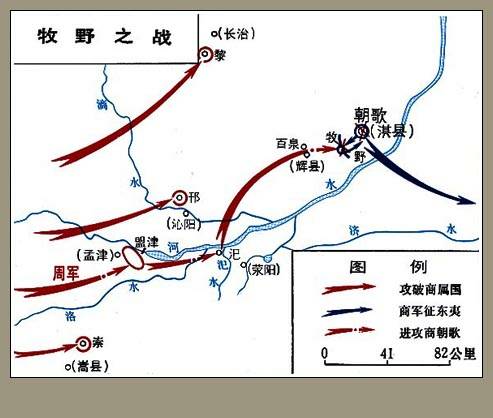 牧野之战
(长治)
黎
滴
水
朝歌
(淇县)
百泉
(辉县)
牧
野
水
邘
(沁阳)
盟津
(孟津)
河
周军
氾
氾
水
(荥阳)
济
水
洛
水
崇
(嵩县)
图 例
攻破商属国
商军征东夷
进攻商朝歌
0 41 82公里